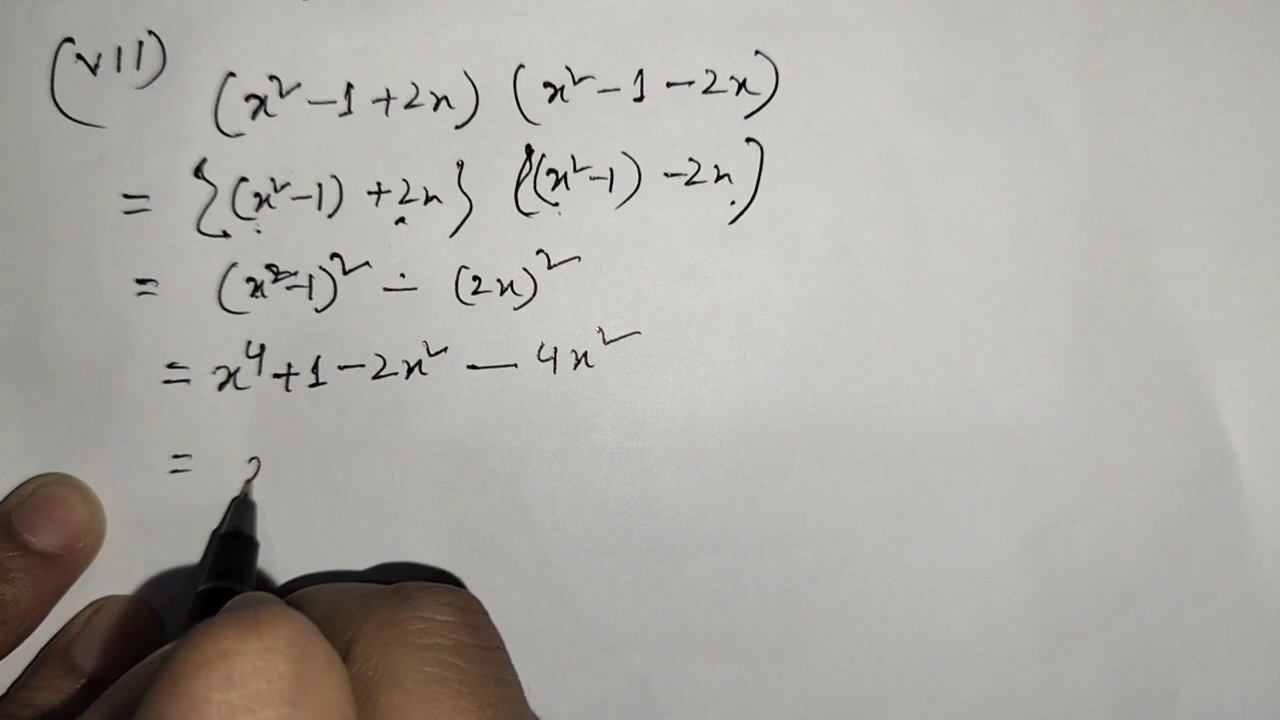 (vii) (x² - 1 + 2x) (x² - 1 - 2x)
= {(x² - 1) + 2x} {(x² - 1) - 2x}
= (x² - 1)² - (2x)²
= x⁴ + 1 - 2x² - 4x²
=